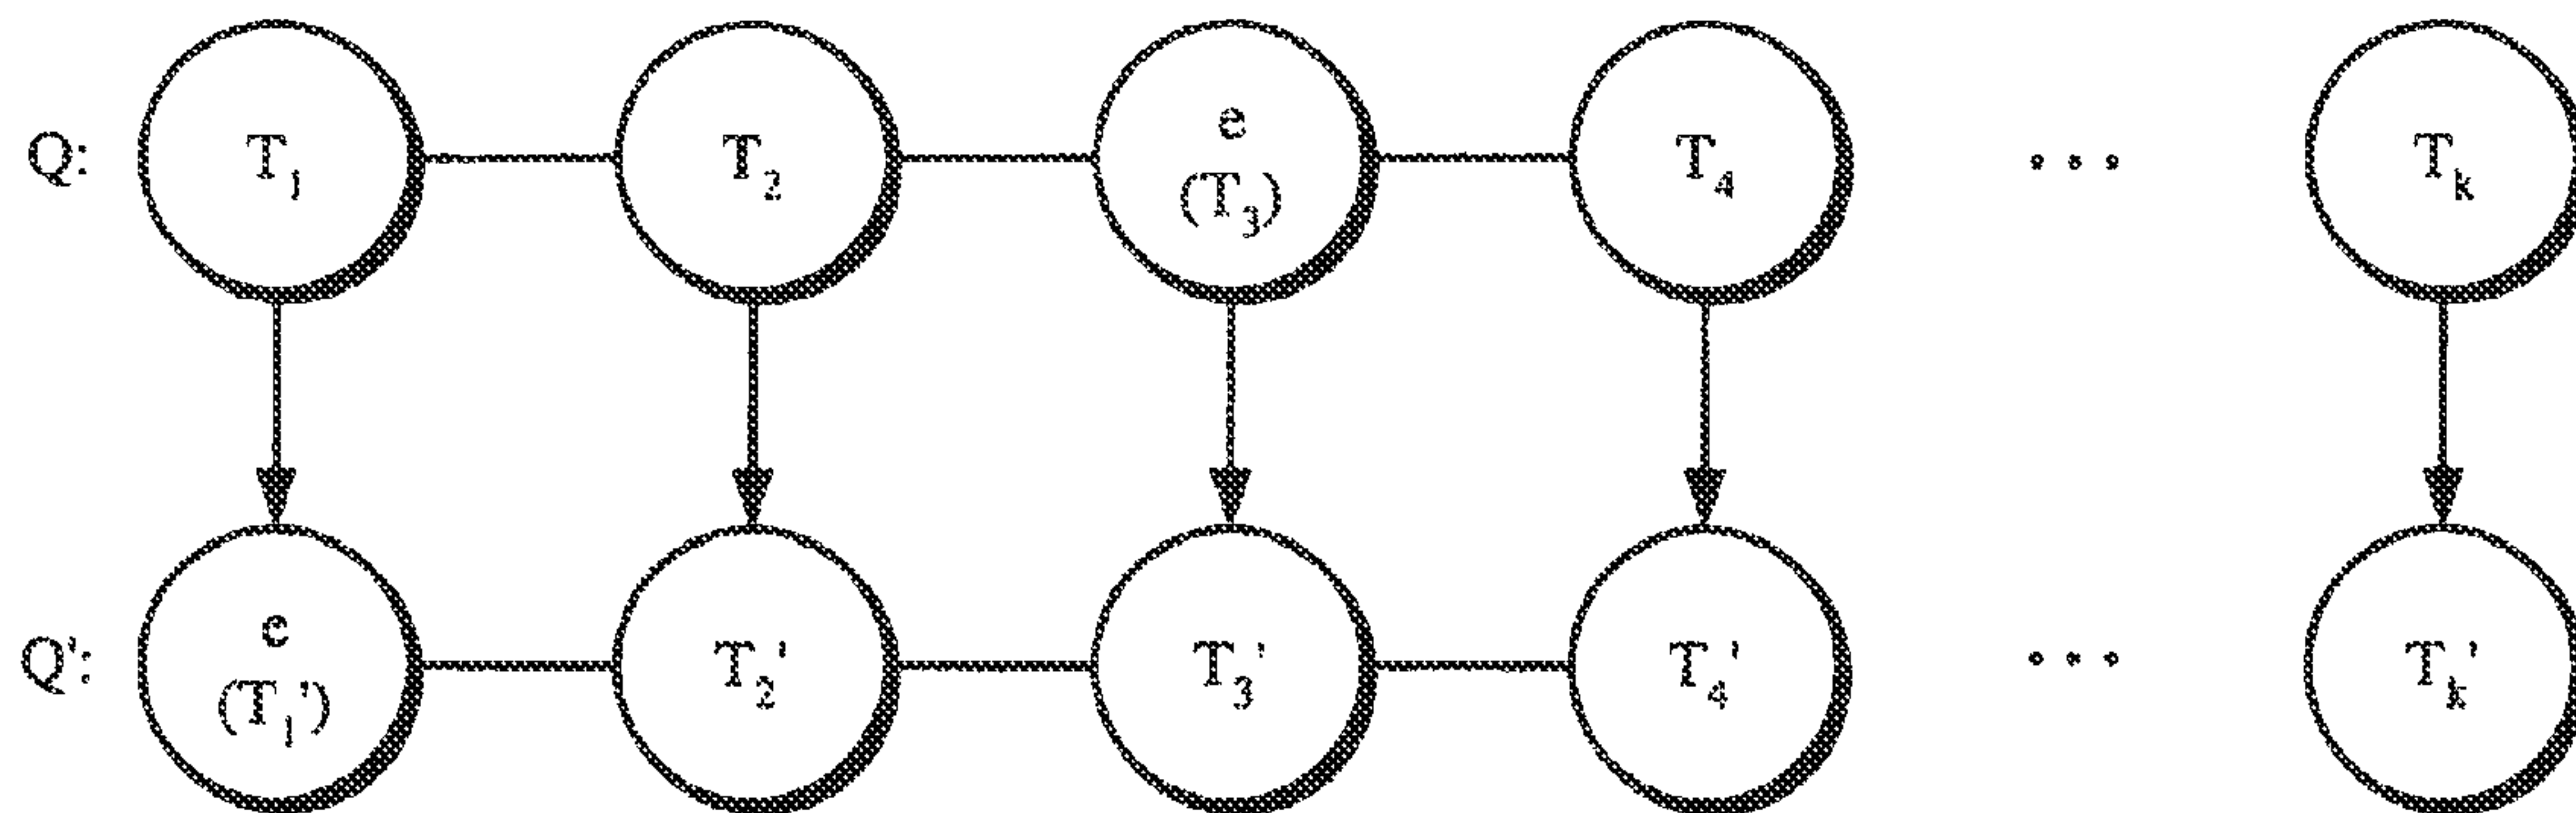 Q: T₁ T₂ e (T₃) T₄ ... Tₖ
Q': e (T₁') T₂' T₃' T₄' ... Tₖ'